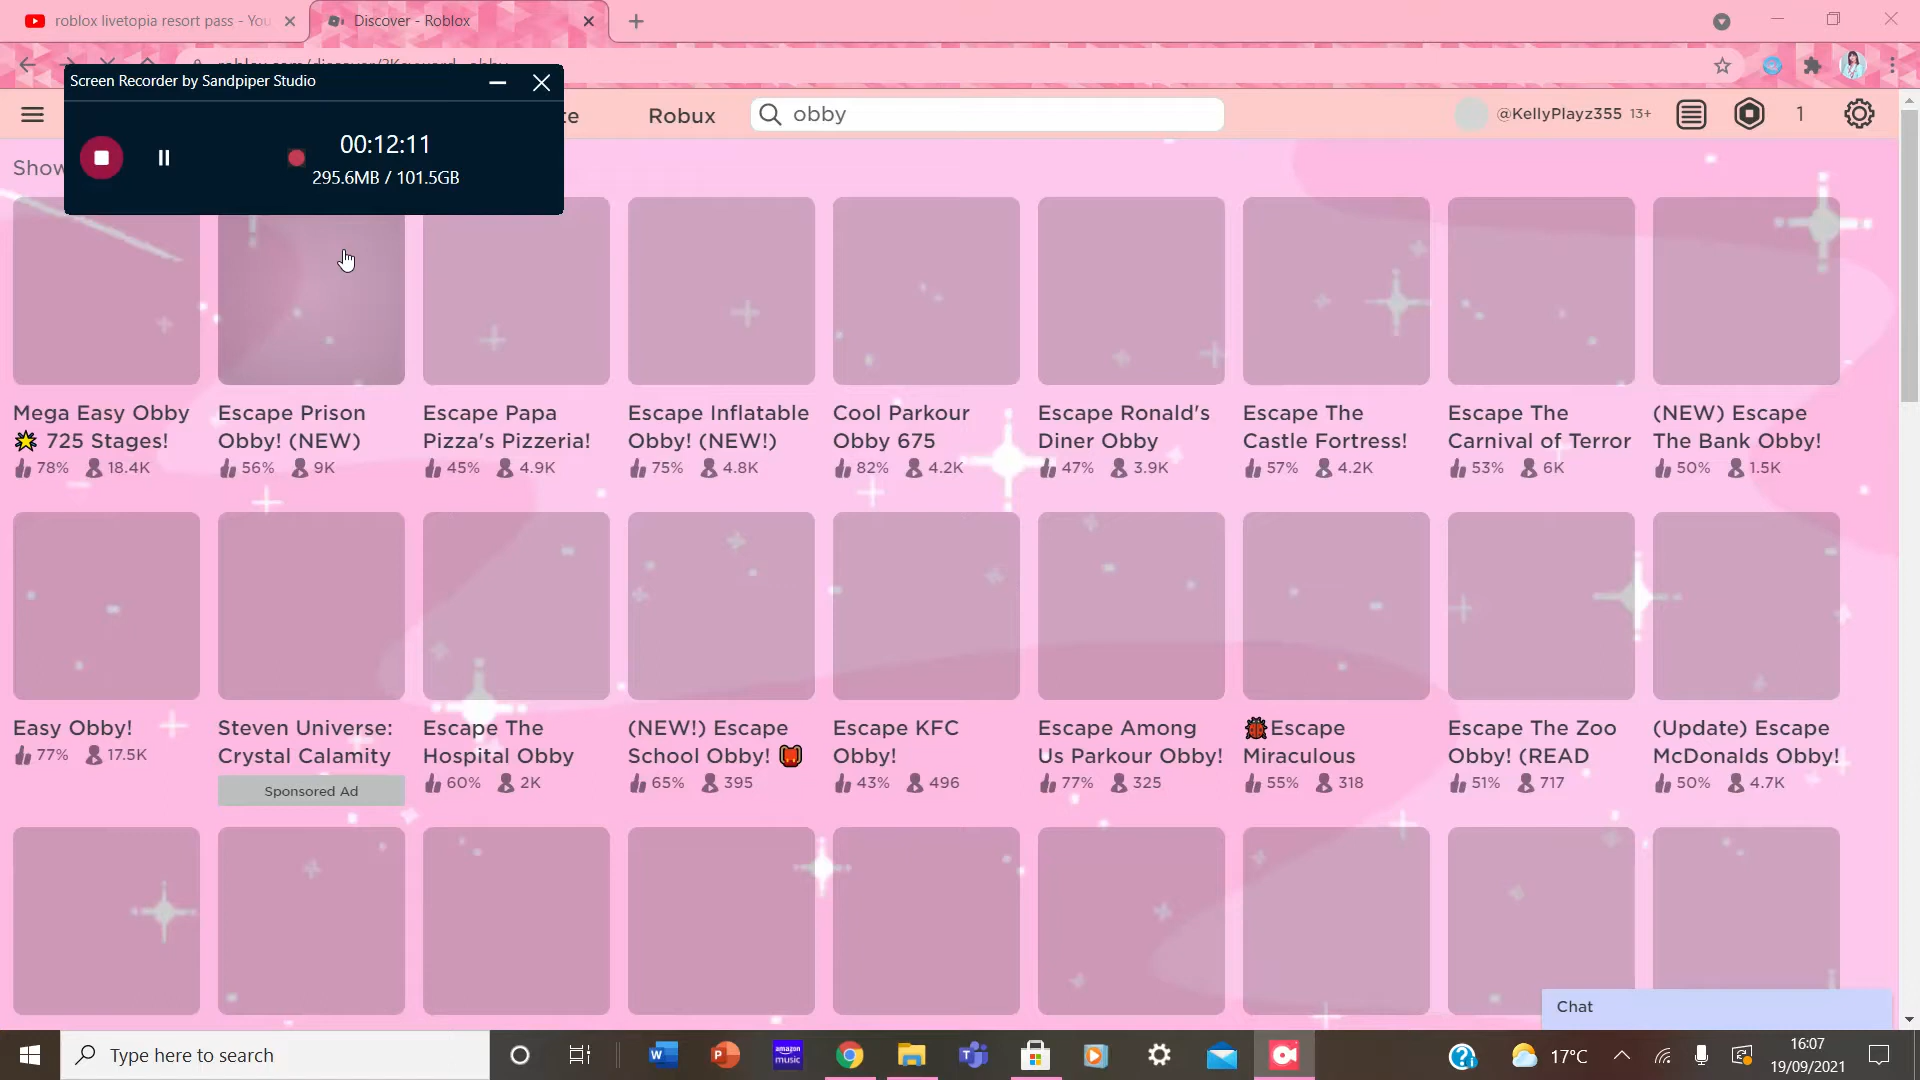 roblox livetopia resort pass - You
Discover - Roblox
Screen Recorder by Sandpiper Studio
00:12:11
295.6MB / 101.5GB
te
Robux
obby
@KellyPlayz355 13+
1
Show
Mega Easy Obby
🌟 725 Stages!
78% 18.4K
Escape Prison
Obby! (NEW)
56% 9K
Escape Papa
Pizza's Pizzeria!
45% 4.9K
Escape Inflatable
Obby! (NEW!)
75% 4.8K
Cool Parkour
Obby 675
82% 4.2K
Escape Ronald's
Diner Obby
47% 3.9K
Escape The
Castle Fortress!
57% 4.2K
Escape The
Carnival of Terror
53% 6K
(NEW) Escape
The Bank Obby!
50% 1.5K
Easy Obby!
77% 17.5K
Steven Universe:
Crystal Calamity
Sponsored Ad
Escape The
Hospital Obby
60% 2K
(NEW!) Escape
School Obby! 🎒
65% 395
Escape KFC
Obby!
43% 496
Escape Among
Us Parkour Obby!
77% 325
🐞Escape
Miraculous
55% 318
Escape The Zoo
Obby! (READ
51% 717
(Update) Escape
McDonalds Obby!
50% 4.7K
Chat
Type here to search
amazon
music
17°C
16:07
19/09/2021